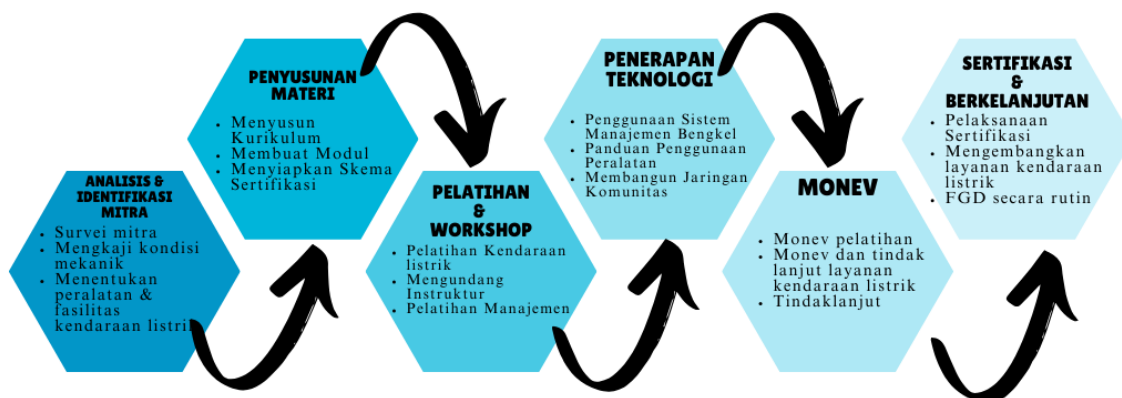 ANALISIS &
IDENTIFIKASI
MITRA
Survei mitra
Mengkaji kondisi
mekanik
Menentukan
peralatan &
fasilitas
kendaraan listrik
PENYUSUNAN
MATERI
Menyusun
Kurikulum
Membuat Modul
Menyiapkan Skema
Sertifikasi
PELATIHAN
&
WORKSHOP
Pelatihan Kendaraan
listrik
Mengundang
Instruktur
Pelatihan Manajemen
PENERAPAN
TEKNOLOGI
Penggunaan Sistem
Manajemen Bengkel
Panduan Penggunaan
Peralatan
Membangun Jaringan
Komunitas
MONEV
Monev pelatihan
Monev dan tindak
lanjut layanan
kendaraan listrik
Tindaklanjut
SERTIFIKASI
&
BERKELANJUTAN
Pelaksanaan
Sertifikasi
Mengembangkan
layanan kendaraan
listrik
FGD secara rutin